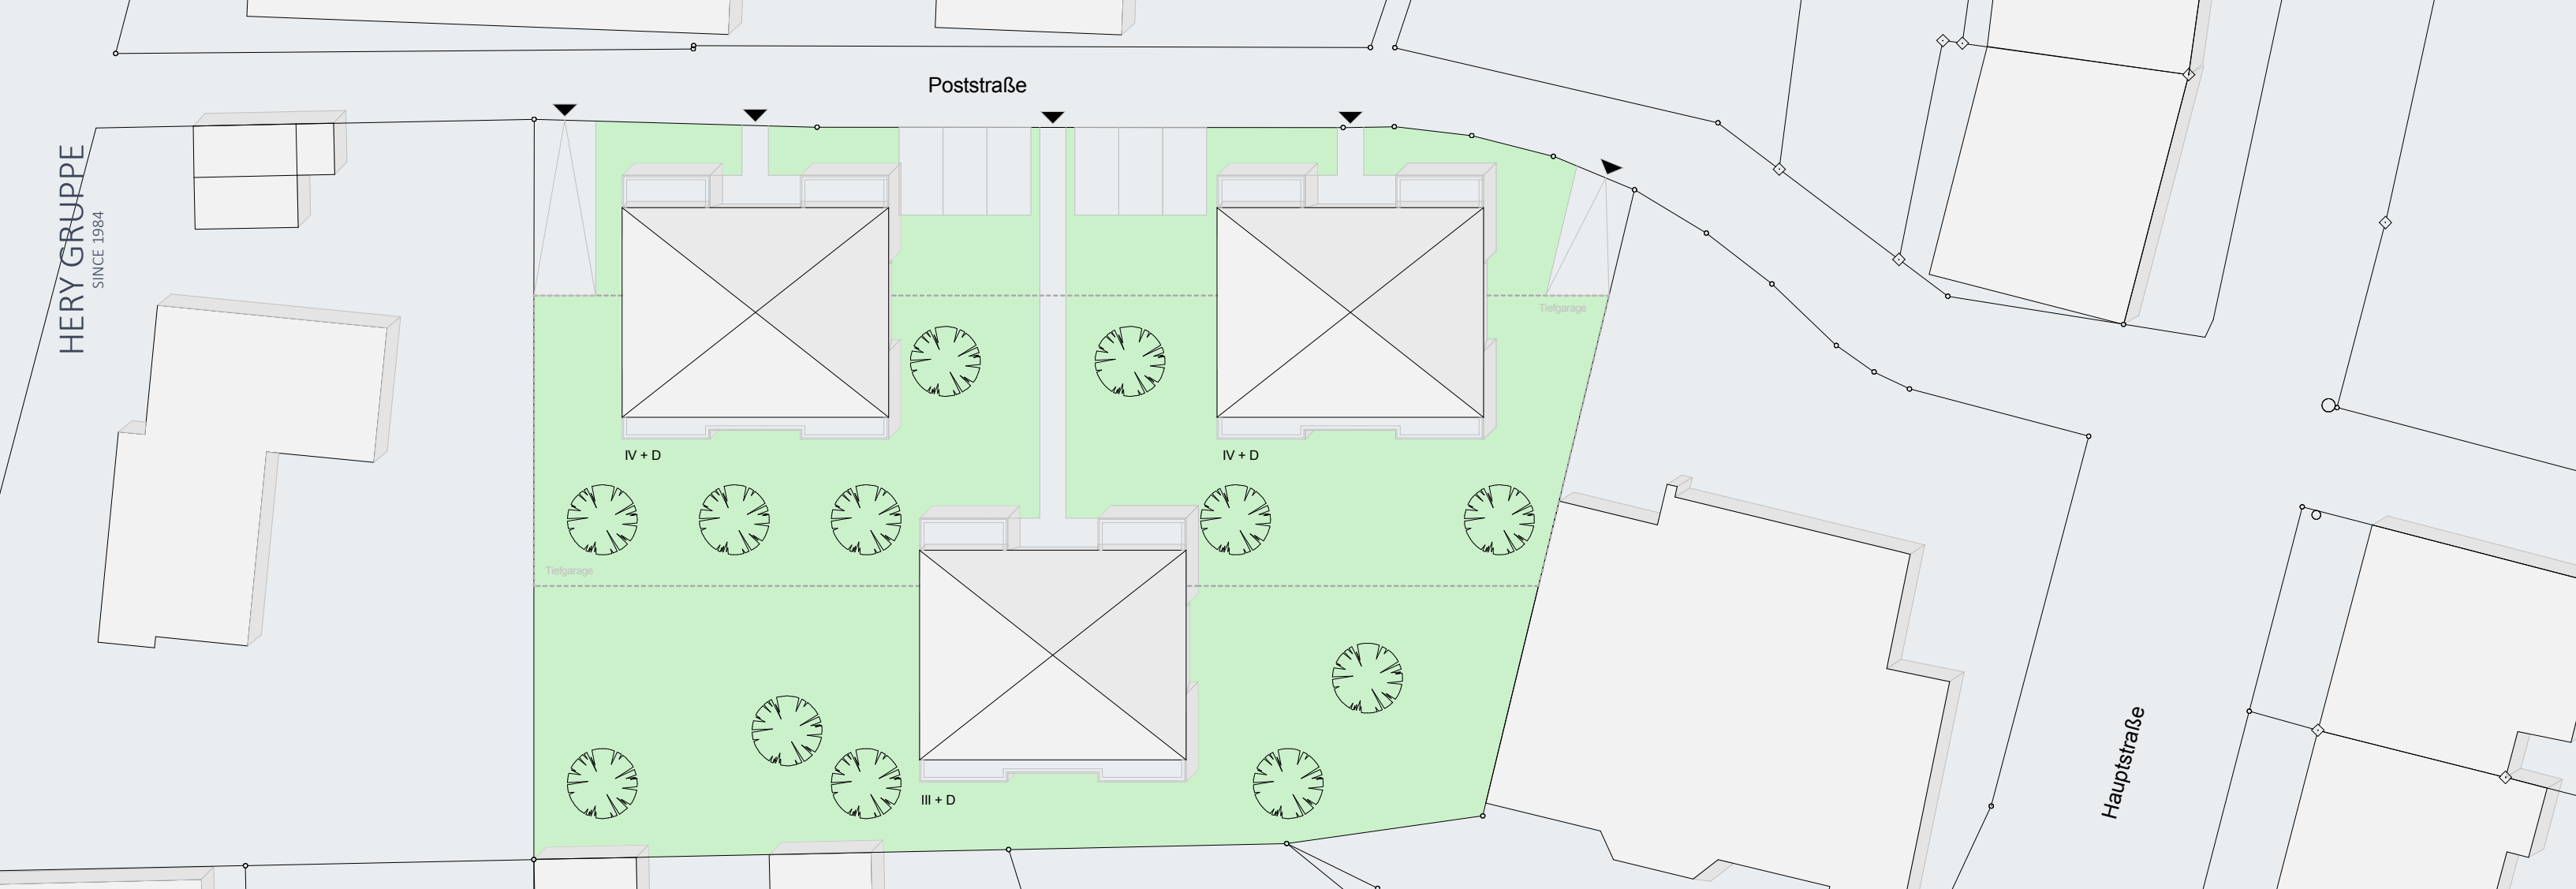 Poststraße
HERY GRUPPE
SINCE 1984
Tiefgarage
IV + D
IV + D
Tiefgarage
III + D
Hauptstraße